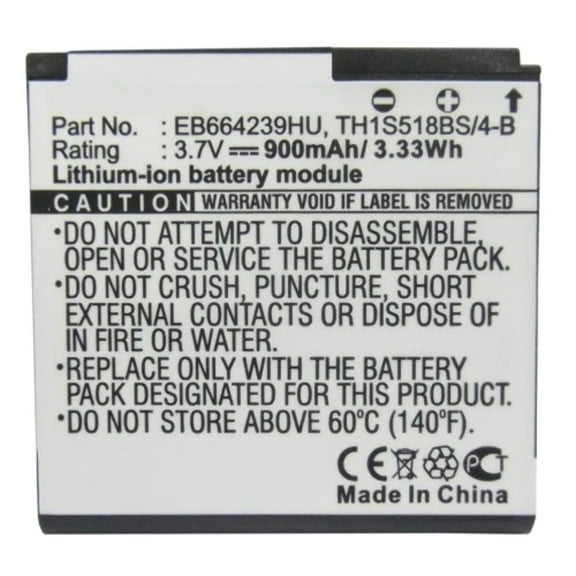 Part No. : EB664239HU, TH1S518BS/4-B
Rating : 3.7V 900mAh/ 3.33Wh
Lithium-ion battery module
CAUTION WARRANTY VOID IF LABEL IS REMOVED
•DO NOT ATTEMPT TO DISASSEMBLE,
OPEN OR SERVICE THE BATTERY PACK.
•DO NOT CRUSH, PUNCTURE, SHORT
EXTERNAL CONTACTS OR DISPOSE
IN FIRE OR WATER.
•REPLACE ONLY WITH THE BATTERY
PACK DESIGNATED FOR THIS UNIT.
•DO NOT STORE ABOVE 60°C (140°F).
CE PCT
Made In China